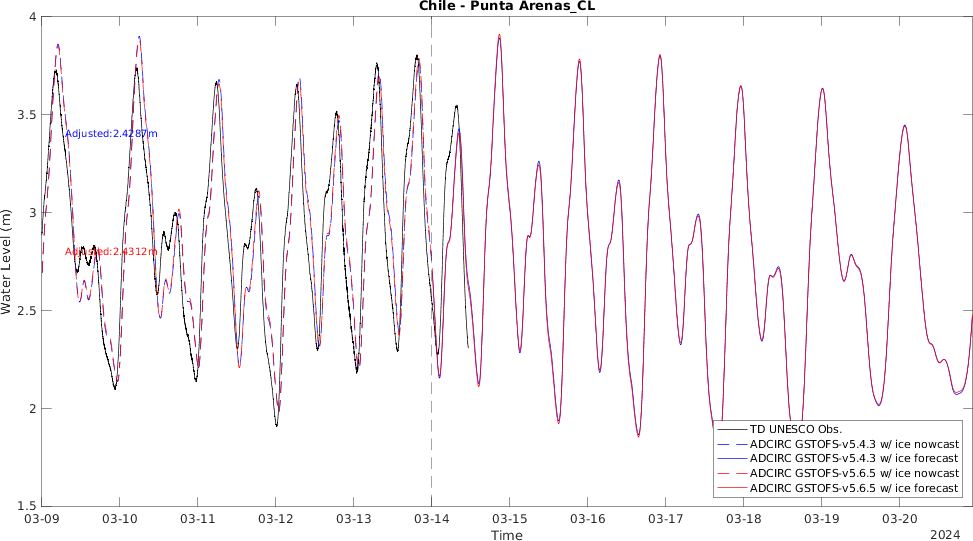 Chile - Punta Arenas_CL
4
3.5
3
2.5
2
1.5
Water Level (m)
Adjusted:2.4287m
Adjusted:2.4312m
TD UNESCO Obs.
ADCIRC GSTOFS-v5.4.3 w/ ice nowcast
ADCIRC GSTOFS-v5.4.3 w/ ice forecast
ADCIRC GSTOFS-v5.6.5 w/ ice nowcast
ADCIRC GSTOFS-v5.6.5 w/ ice forecast
03-09 03-10 03-11 03-12 03-13 03-14 03-15 03-16 03-17 03-18 03-19 03-20
Time
2024